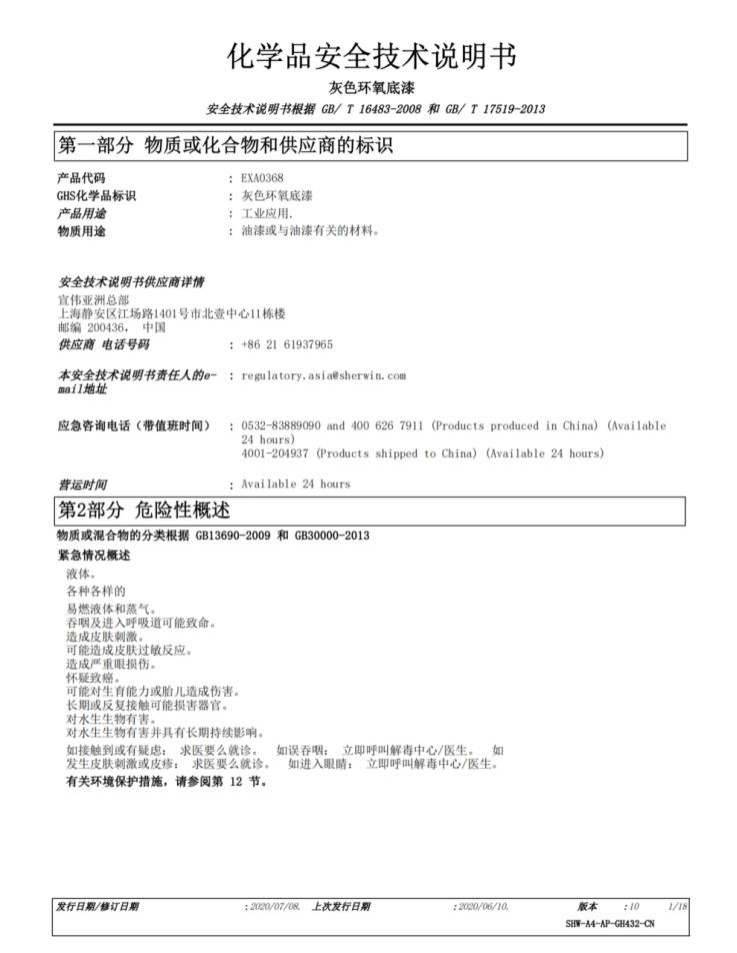 化学品安全技术说明书
灰色环氧底漆
安全技术说明书根据 GB/ T 16483-2008 和 GB/ T 17519-2013
第一部分 物质或化合物和供应商的标识
产品代码 : EXA0368
GHS化学品标识 : 灰色环氧底漆
产品用途 : 工业应用.
物质用途 : 油漆或与油漆有关的材料。
安全技术说明书供应商详情
宣伟亚洲总部
上海静安区江场路1401号市北壹中心11栋楼
邮编 200436， 中国
供应商 电话号码 : +86 21 61937965
本安全技术说明书责任人的e- : regulatory.asia@sherwin.com
mail地址
应急咨询电话（带值班时间） : 0532-83889090 and 400 626 7911 (Products produced in China) (Available
24 hours)
4001-204937 (Products shipped to China) (Available 24 hours)
营运时间 : Available 24 hours
第2部分 危险性概述
物质或混合物的分类根据 GB13690-2009 和 GB30000-2013
紧急情况概述
液体。
各种各样的
易燃液体和蒸气。
吞咽及进入呼吸道可能致命。
造成皮肤刺激。
可能造成皮肤过敏反应。
造成严重眼损伤。
怀疑致癌。
可能对生育能力或胎儿造成伤害。
长期或反复接触可能损害器官。
对水生生物有害。
对水生生物有害并具有长期持续影响。
如接触到或有疑虑： 求医要么就诊。 如误吞咽： 立即呼叫解毒中心/医生。 如
发生皮肤刺激或皮疹： 求医要么就诊。 如进入眼睛： 立即呼叫解毒中心/医生。
有关环境保护措施，请参阅第 12 节。
发行日期/修订日期 : 2020/07/08. 上次发行日期 : 2020/06/10. 版本 : 10 1/18
SHW-A4-AP-GH432-CN